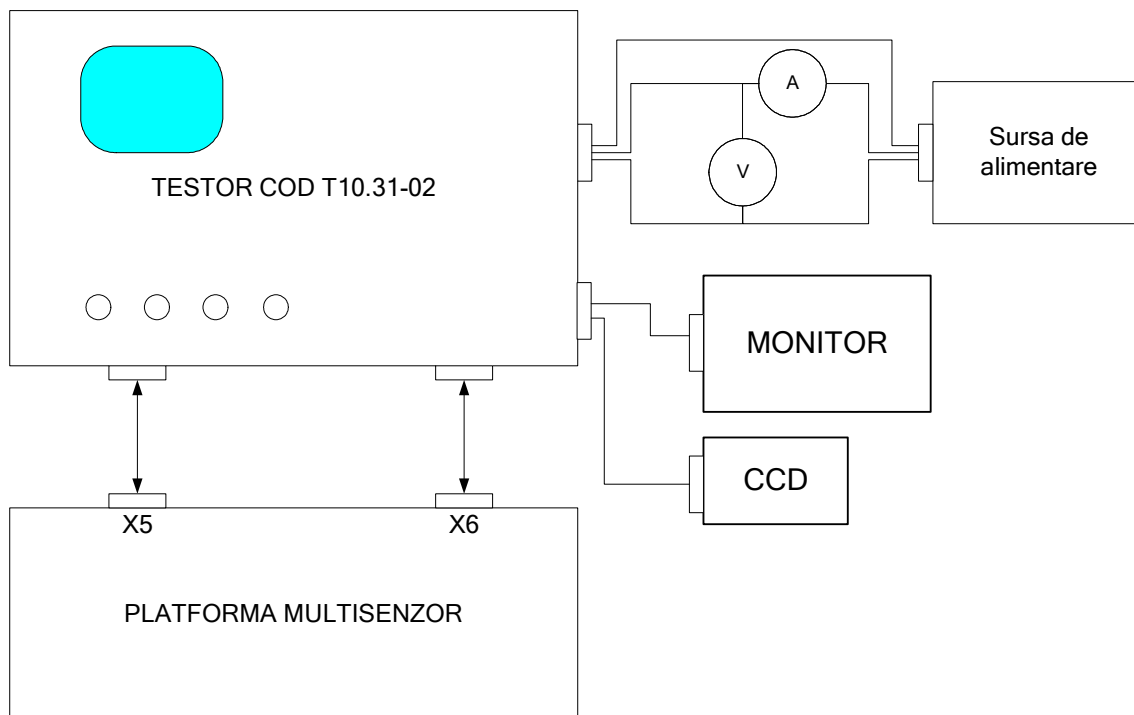 A
Sursa de
alimentare
V
TESTOR COD T10.31-02
MONITOR
CCD
X5
X6
PLATFORMA MULTISENZOR